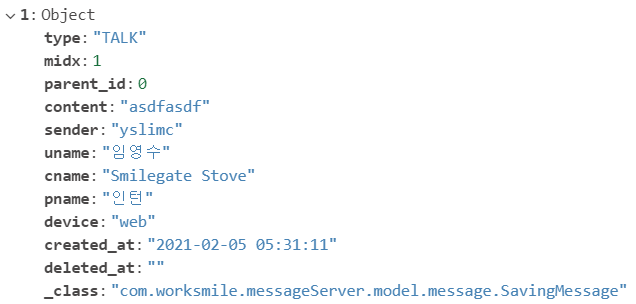 1: Object
type: "TALK"
midx: 1
parent_id: 0
content: "asdfasdf"
sender: "yslimc"
uname: "임영수"
cname: "Smilegate Stove"
pname: "인턴"
device: "web"
created_at: "2021-02-05 05:31:11"
deleted_at: ""
_class: "com.worksmile.messageServer.model.message.SavingMessage"